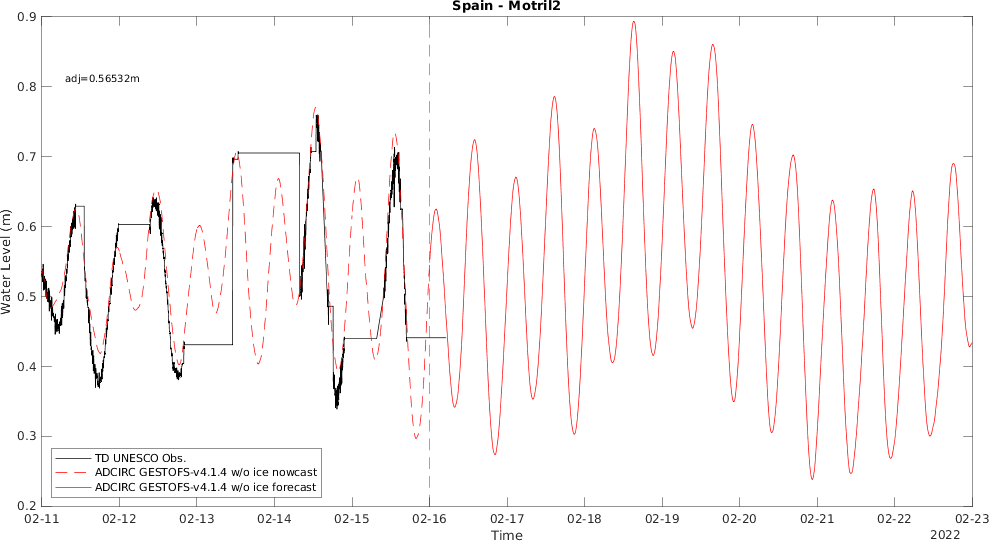 Spain - Motril2
adj=0.56532m
0.9
0.8
0.7
0.6
0.5
0.4
0.3
0.2
Water Level (m)
TD UNESCO Obs.
ADCIRC GESTOFS-v4.1.4 w/o ice nowcast
ADCIRC GESTOFS-v4.1.4 w/o ice forecast
02-11 02-12 02-13 02-14 02-15 02-16 02-17 02-18 02-19 02-20 02-21 02-22 02-23
Time
2022